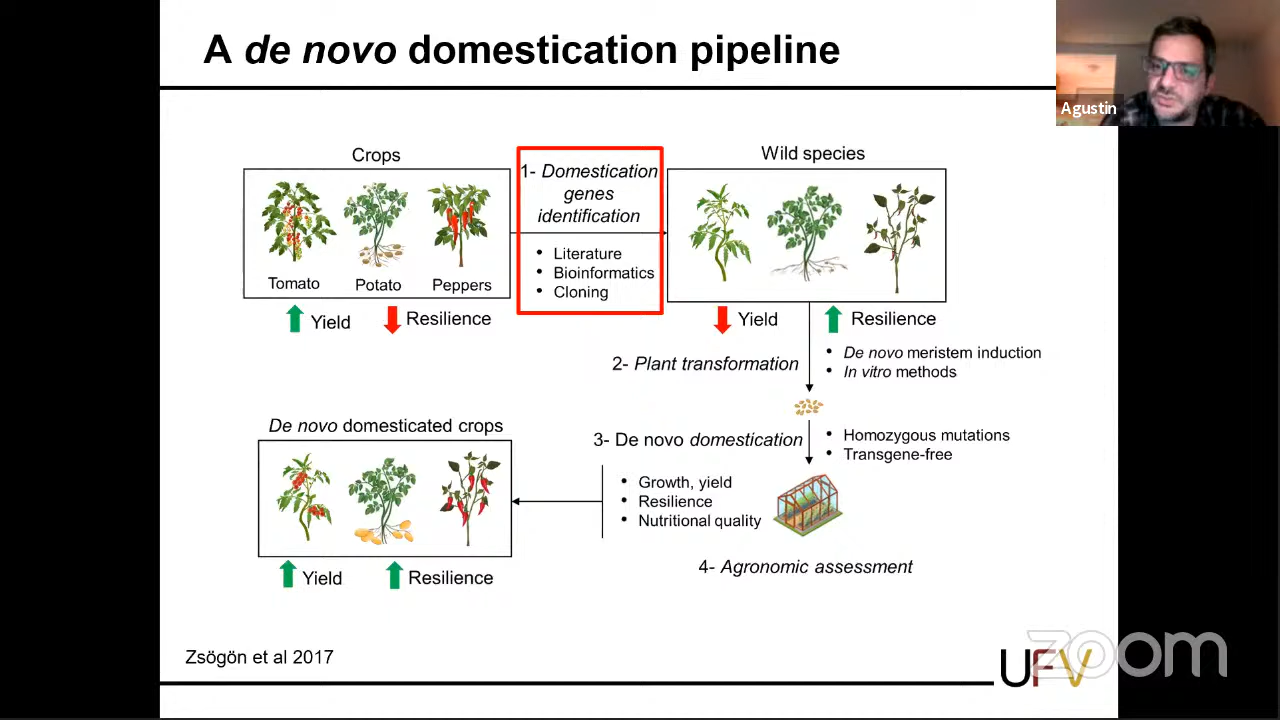 A de novo domestication pipeline
Agustin
Crops
1- Domestication
genes
identification
Literature
Bioinformatics
Cloning
Wild species
Tomato
Potato
Peppers
Yield
Resilience
Yield
Resilience
2- Plant transformation
De novo meristem induction
In vitro methods
3- De novo domestication
Homozygous mutations
Transgene-free
De novo domesticated crops
Growth, yield
Resilience
Nutritional quality
4- Agronomic assessment
Yield
Resilience
Zsögön et al 2017
UFV
zoom